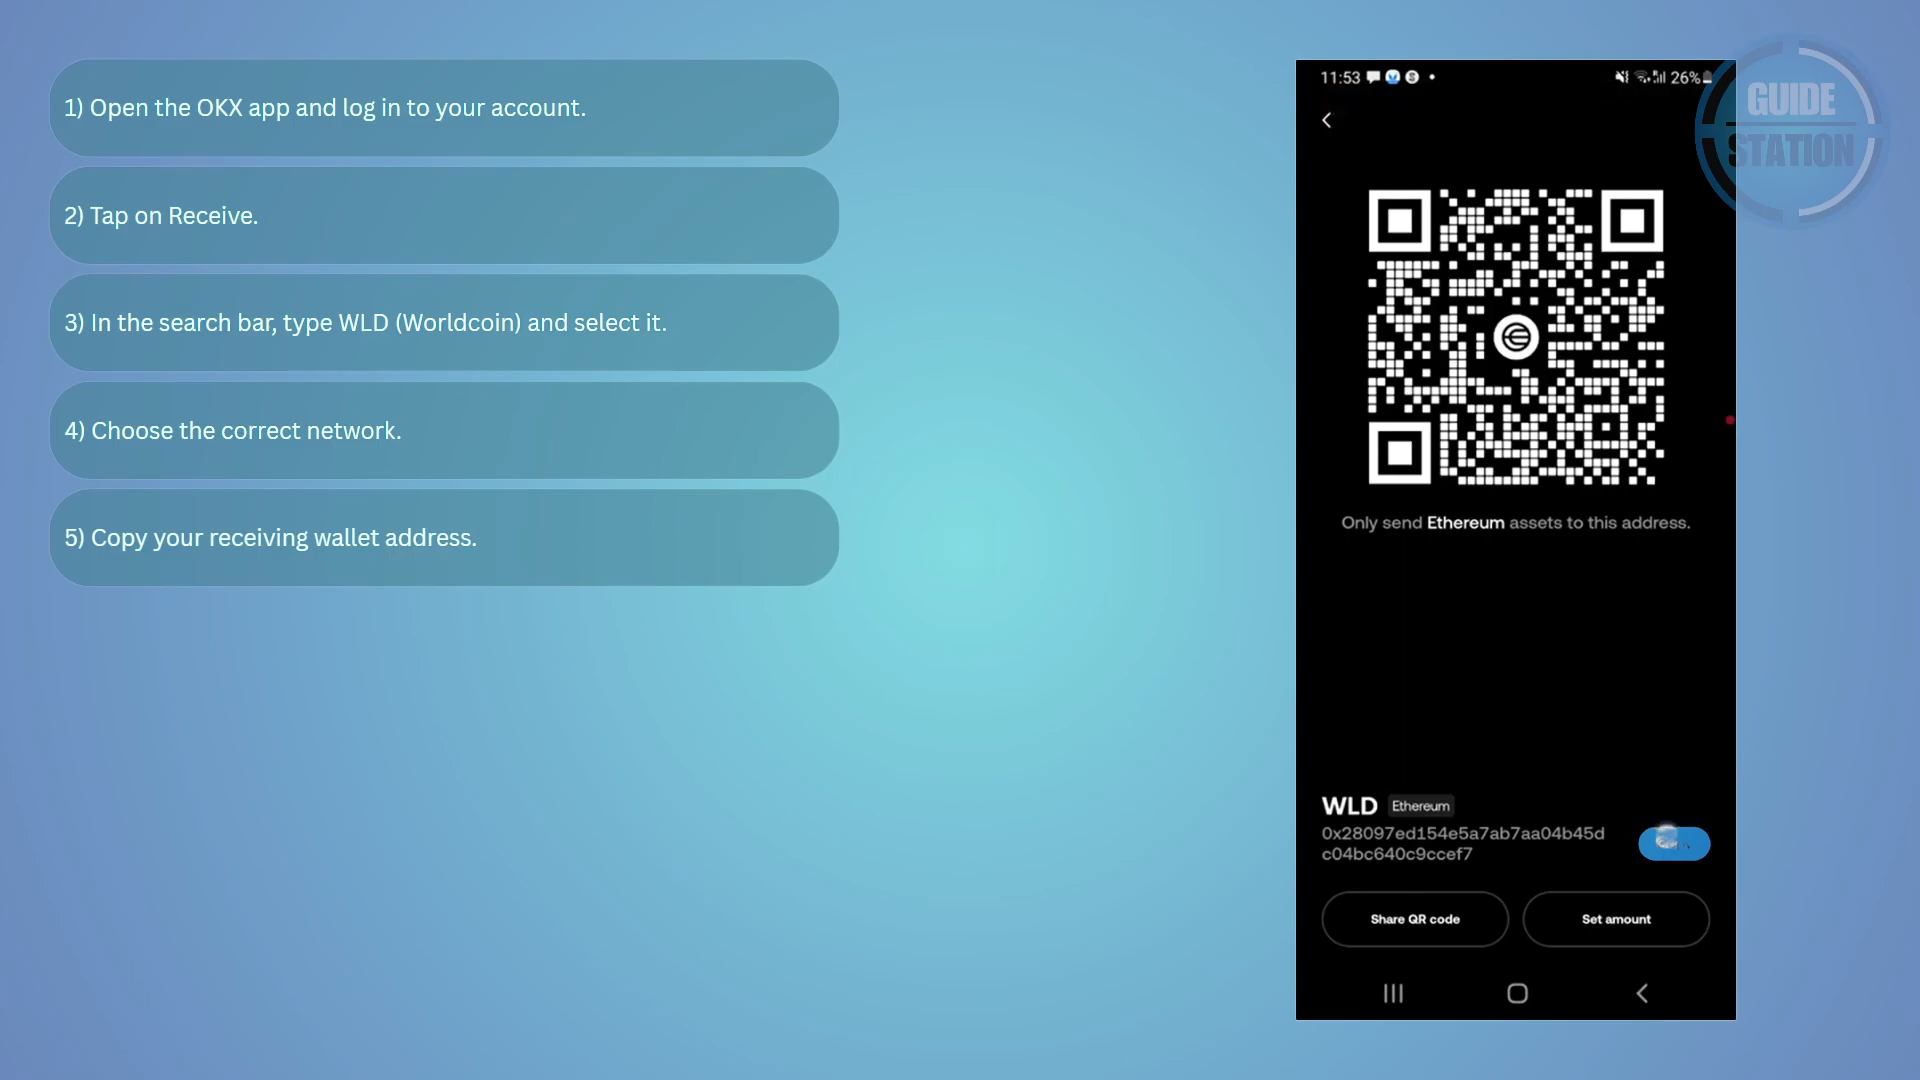 1) Open the OKX app and log in to your account.
2) Tap on Receive.
3) In the search bar, type WLD (Worldcoin) and select it.
4) Choose the correct network.
5) Copy your receiving wallet address.
11:53
26%
GUIDE
STATION
Only send Ethereum assets to this address.
WLD Ethereum
0x28097ed154e5a7ab7aa04b45d
c04bc640c9ccef7
Share QR code
Set amount